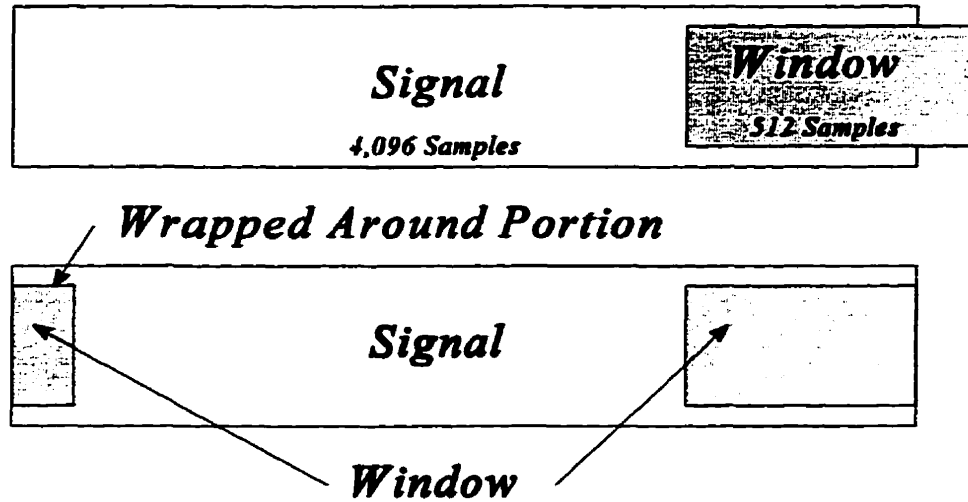 Signal
4,096 Samples
Window
512 Samples
Wrapped Around Portion
Signal
Window